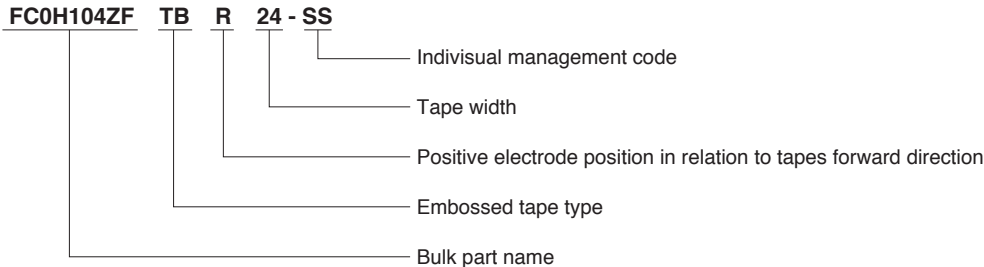 FC0H104ZF TB R 24 - SS
Indivisual management code
Tape width
Positive electrode position in relation to tapes forward direction
Embossed tape type
Bulk part name